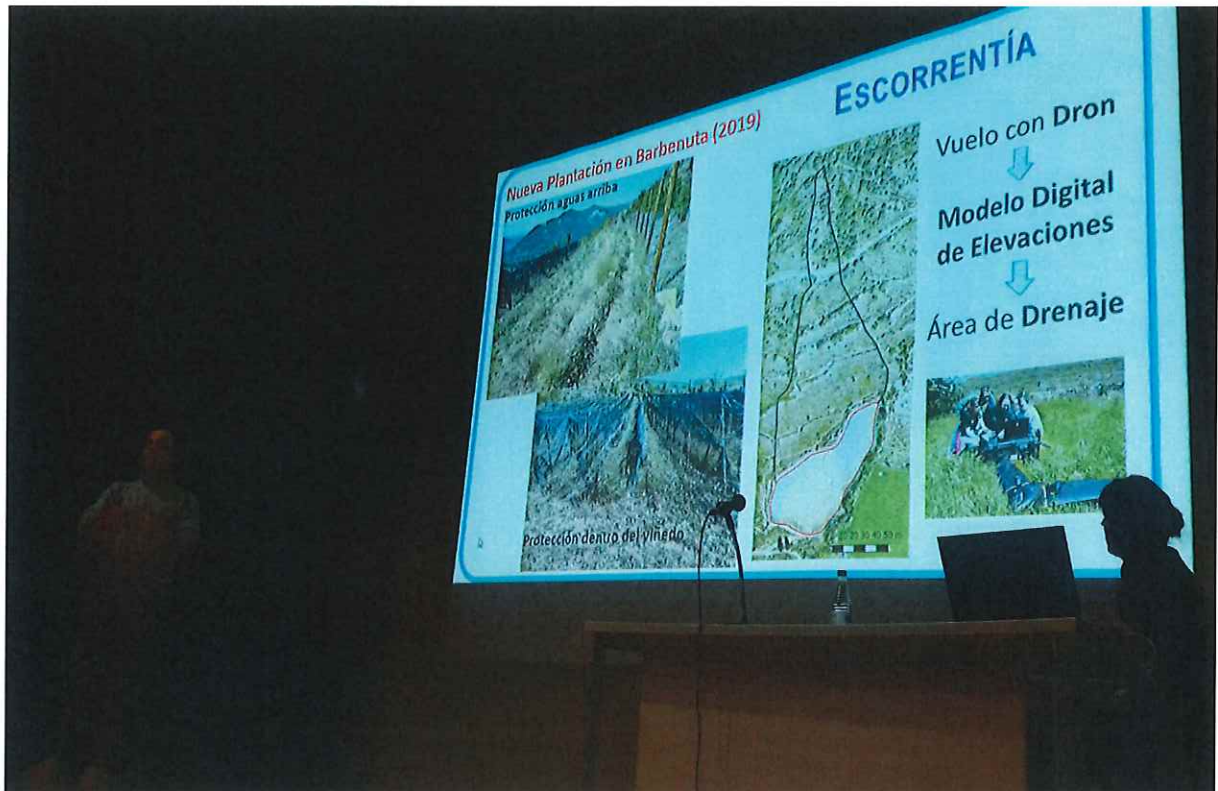 ESCORRENTÍA
Nueva Plantación en Barbenuta (2019)
Protección aguas arriba
Protección dentro del viñedo
Vuelo con Dron
Modelo Digital
de Elevaciones
Área de Drenaje